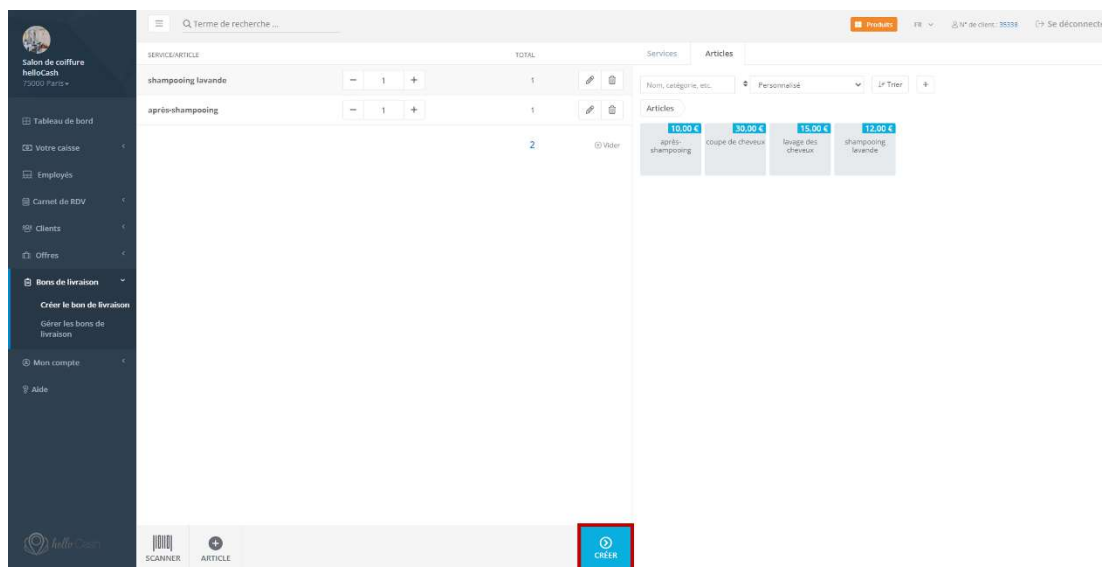 Salon de coiffure
helloCash
75000 Paris
Tableau de bord
Votre caisse
Employés
Carnet de RDV
Clients
Offres
Bons de livraison
Créer le bon de livraison
Gérer les bons de
livraison
Mon compte
Aide
helloCash
Terme de recherche ...
Produits FR N° de client.: 39338 Se déconnecte
SERVICE/ARTICLE TOTAL
shampooing lavande − 1 + 1
après-shampooing − 1 + 1
2 Vider
SCANNER ARTICLE CRÉER
Services Articles
Nom, catégorie, etc. Personnalisé Trier +
Articles
10,00 € 30,00 € 15,00 € 12,00 €
après- coupe de cheveux lavage des shampooing
shampooing cheveux lavande